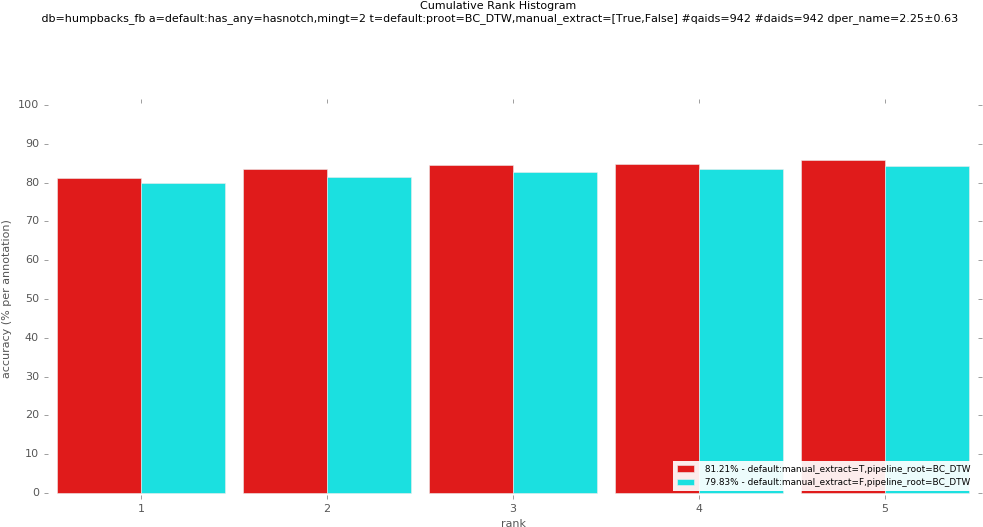 Cumulative Rank Histogram
db=humpbacks_fb a=default:has_any=hasnotch,mingt=2 t=default:proot=BC_DTW,manual_extract=[True,False] #qaids=942 #daids=942 dper_name=2.25±0.63
100
90
80
70
60
50
40
30
20
10
0
accuracy (% per annotation)
81.21% - default:manual_extract=T,pipeline_root=BC_DTW
79.83% - default:manual_extract=F,pipeline_root=BC_DTW
1 2 3 4 5
rank